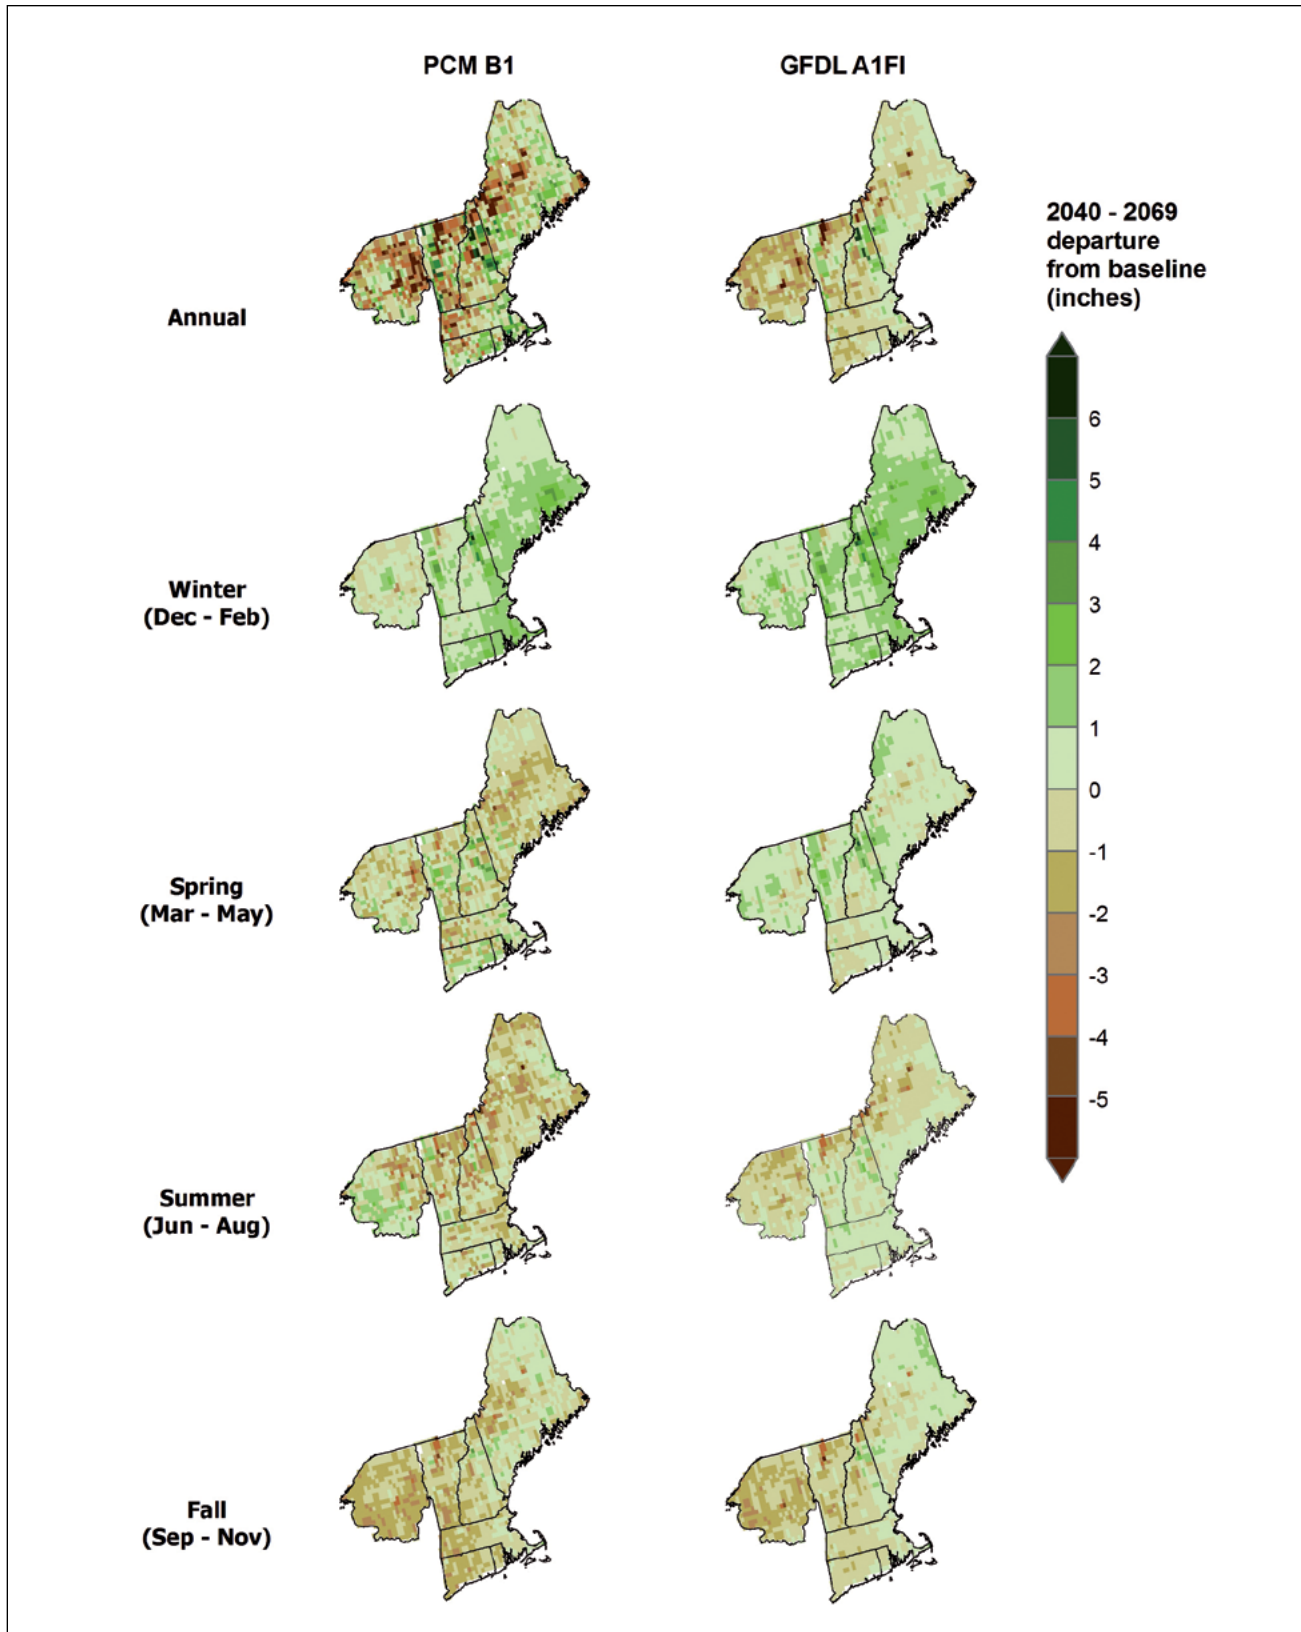 PCM B1
GFDL A1FI
2040 - 2069
departure
from baseline
(inches)
Annual
Winter
(Dec - Feb)
Spring
(Mar - May)
Summer
(Jun - Aug)
Fall
(Sep - Nov)
6
5
4
3
2
1
0
-1
-2
-3
-4
-5